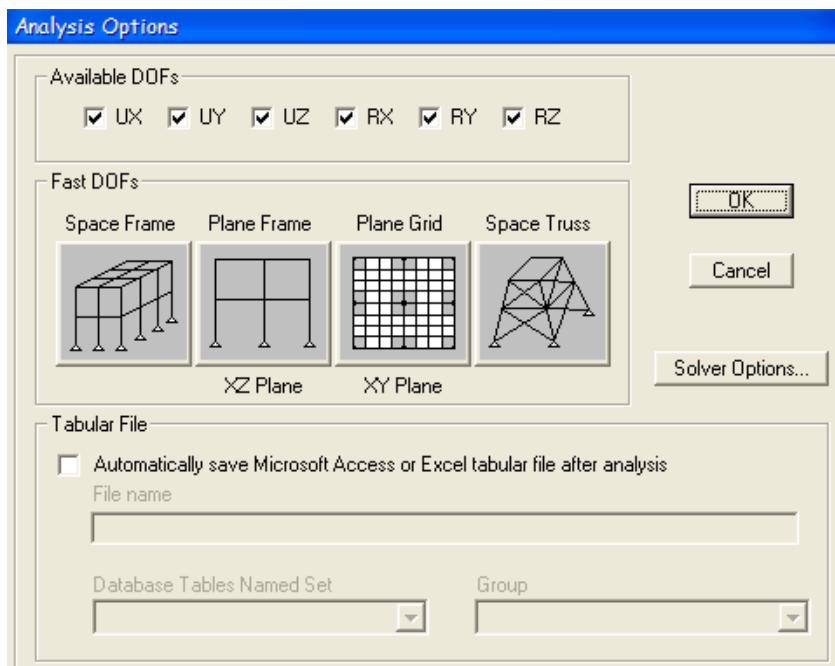 Analysis Options
Available DOFs
UX UY UZ RX RY RZ
Fast DOFs
Space Frame Plane Frame Plane Grid Space Truss
XZ Plane XY Plane
OK
Cancel
Solver Options...
Tabular File
Automatically save Microsoft Access or Excel tabular file after analysis
File name
Database Tables Named Set Group